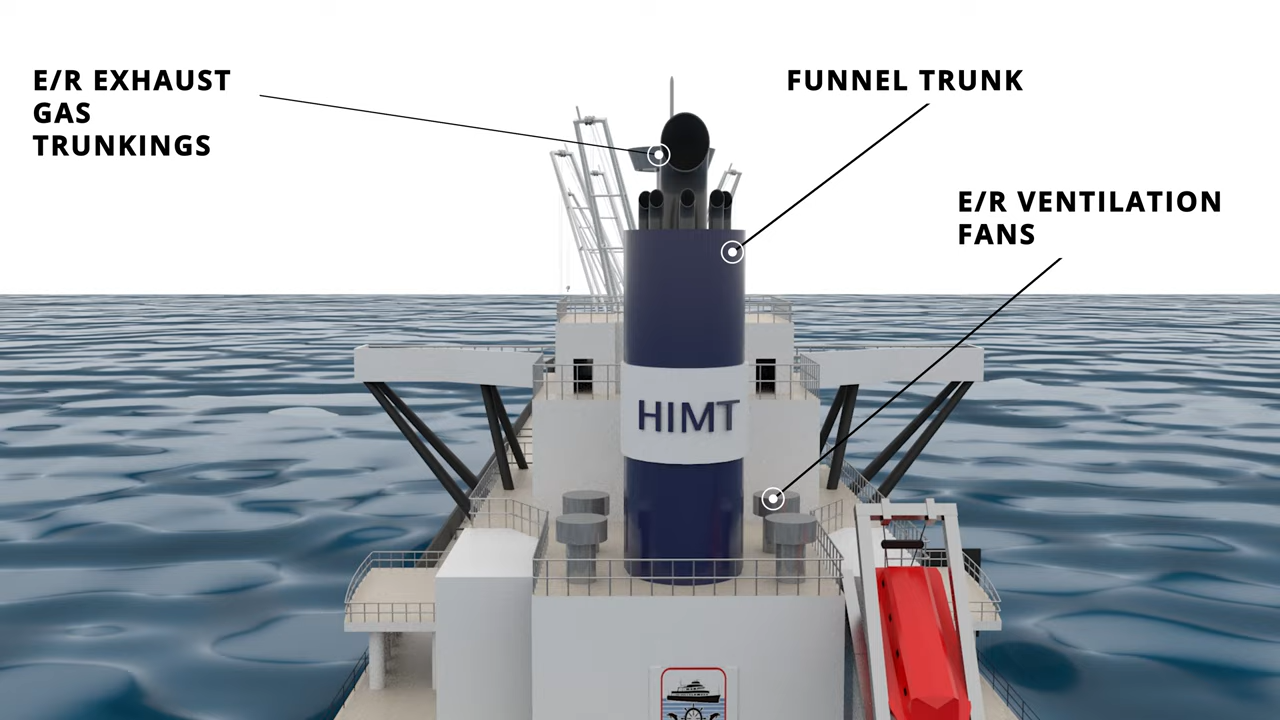 E/R EXHAUST
GAS
TRUNKINGS
FUNNEL TRUNK
E/R VENTILATION
FANS
HIMT